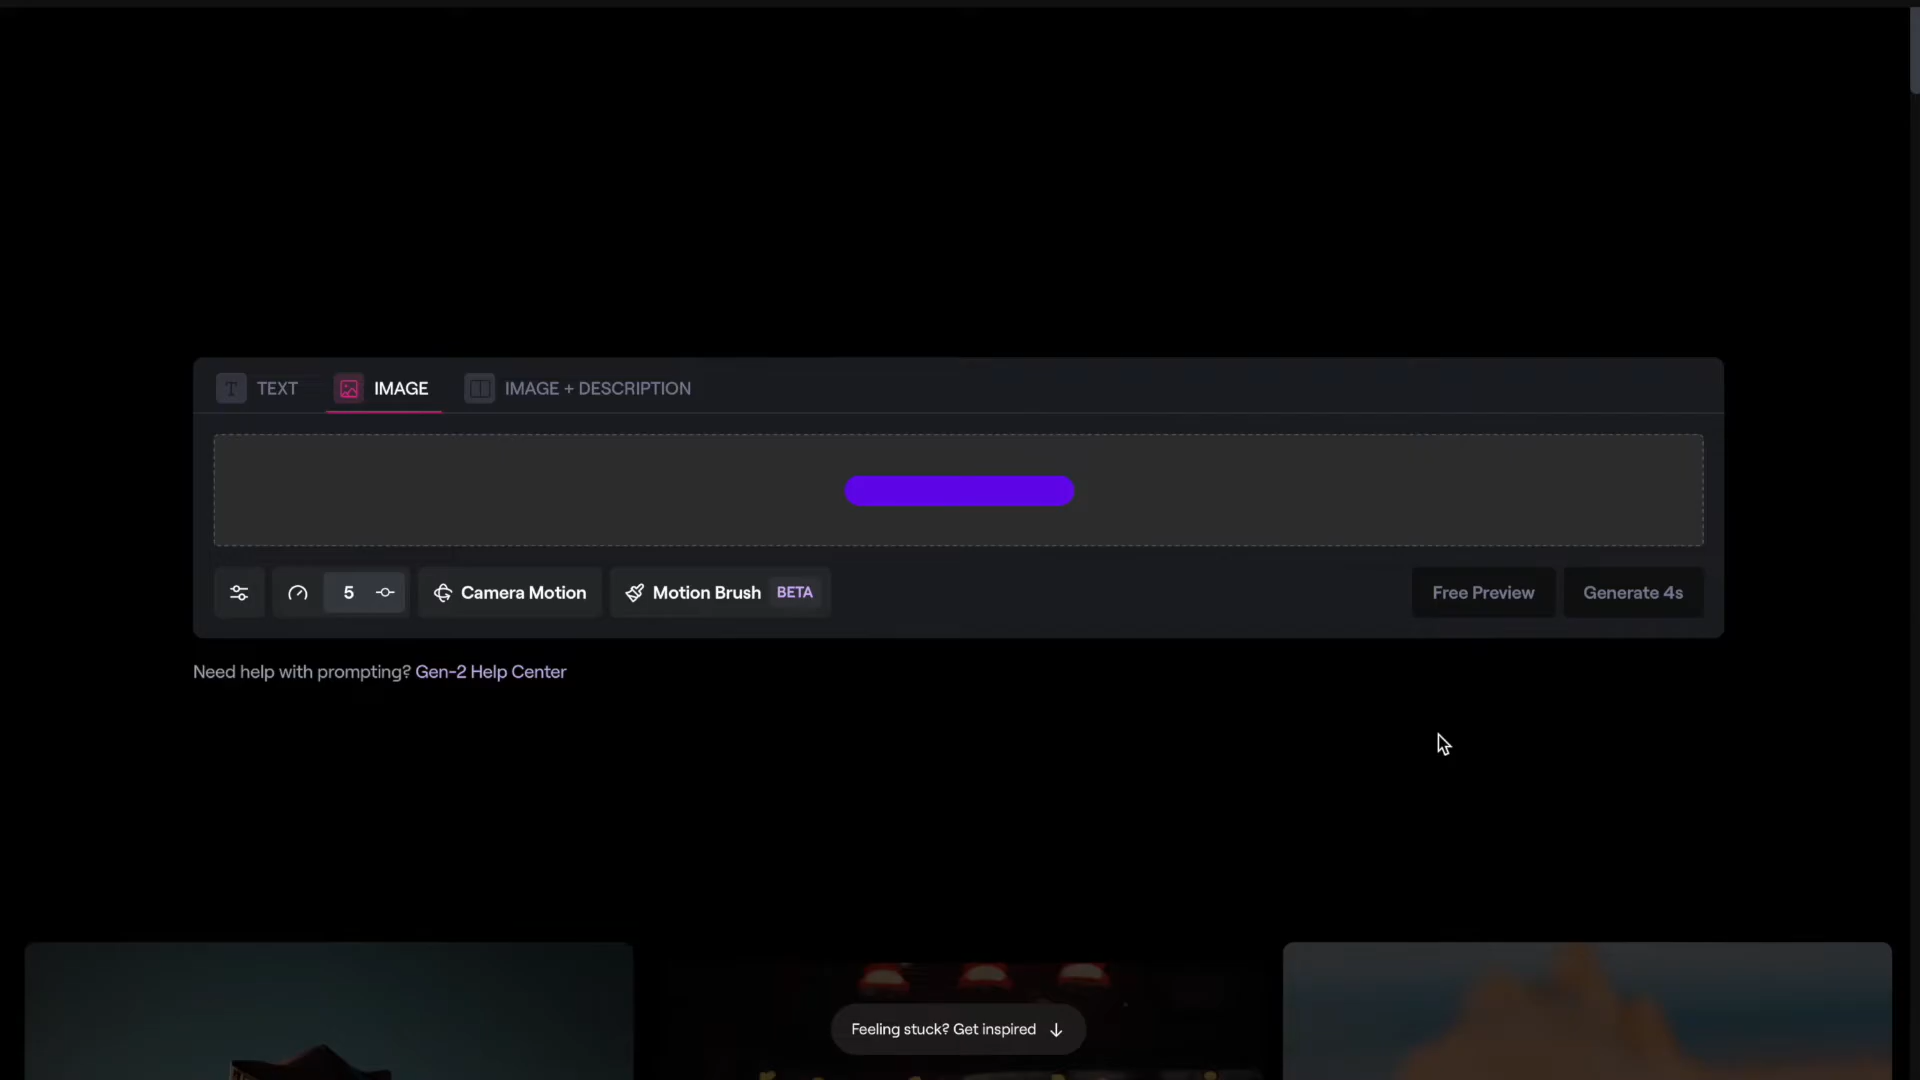 TEXT
IMAGE
IMAGE + DESCRIPTION
5
Camera Motion
Motion Brush BETA
Free Preview
Generate 4s
Need help with prompting? Gen-2 Help Center
Feeling stuck? Get inspired ↓